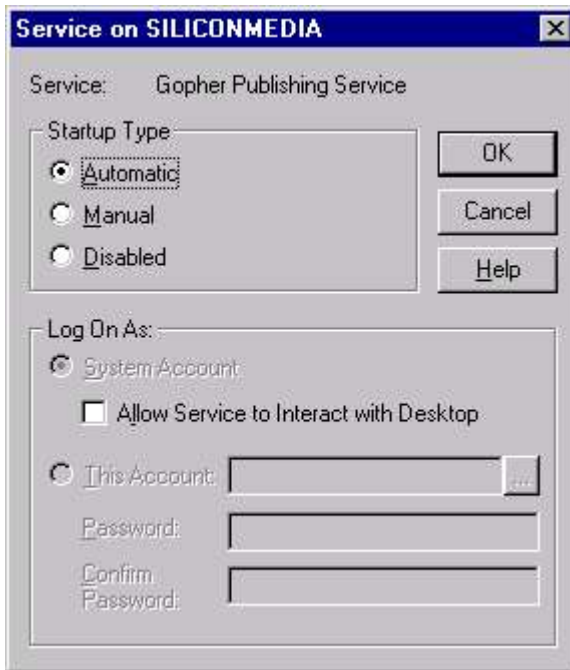 Service on SILICONMEDIA
Service: Gopher Publishing Service
Startup Type
Automatic
Manual
Disabled
OK
Cancel
Help
Log On As:
System Account
Allow Service to Interact with Desktop
This Account:
...
Password:
Confirm
Password: